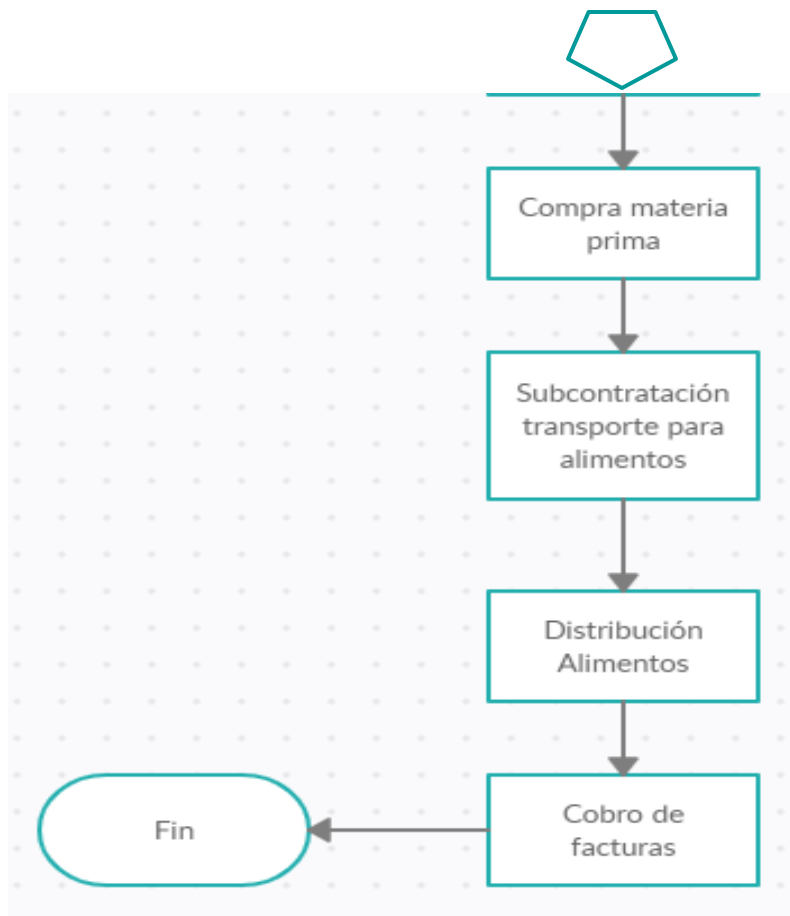 Compra materia
prima
Subcontratación
transporte para
alimentos
Distribución
Alimentos
Cobro de
facturas
Fin